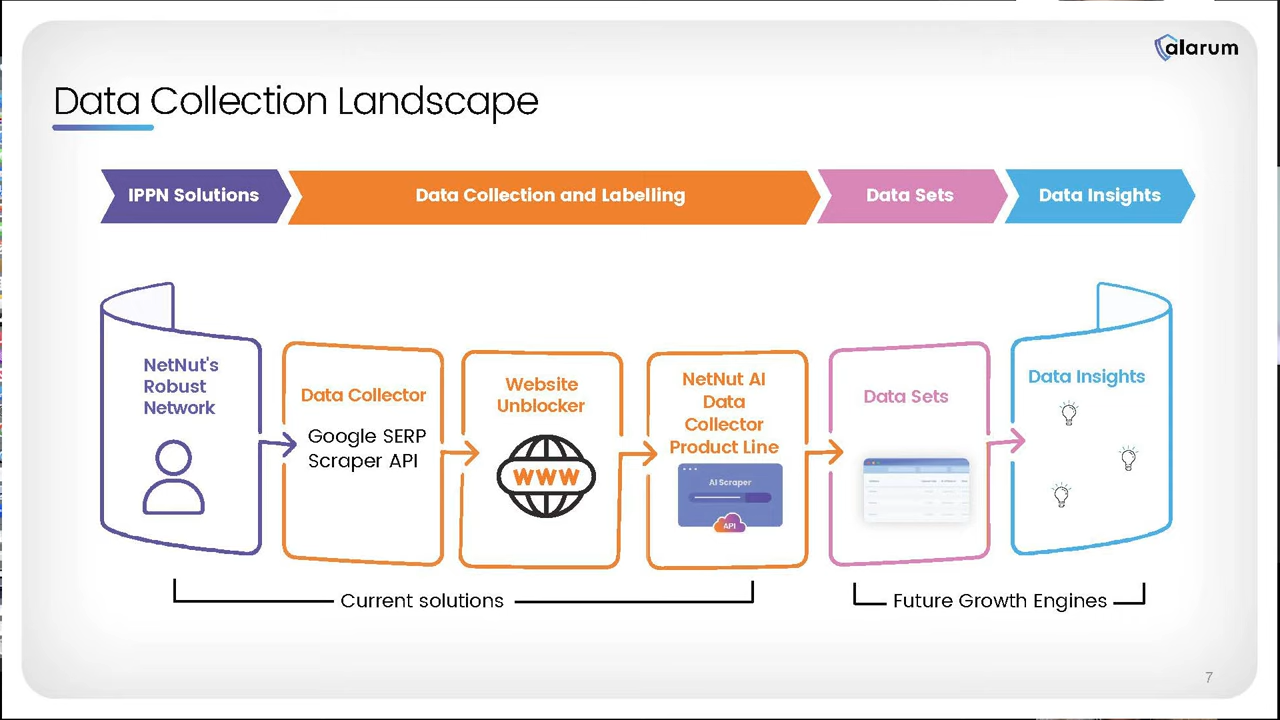 alarum
Data Collection Landscape
IPPN Solutions
Data Collection and Labelling
Data Sets
Data Insights
NetNut's
Robust
Network
Data Collector
Google SERP
Scraper API
Website
Unblocker
WWW
NetNut AI
Data
Collector
Product Line
AI Scraper
API
Data Sets
Data Insights
Current solutions
Future Growth Engines
7